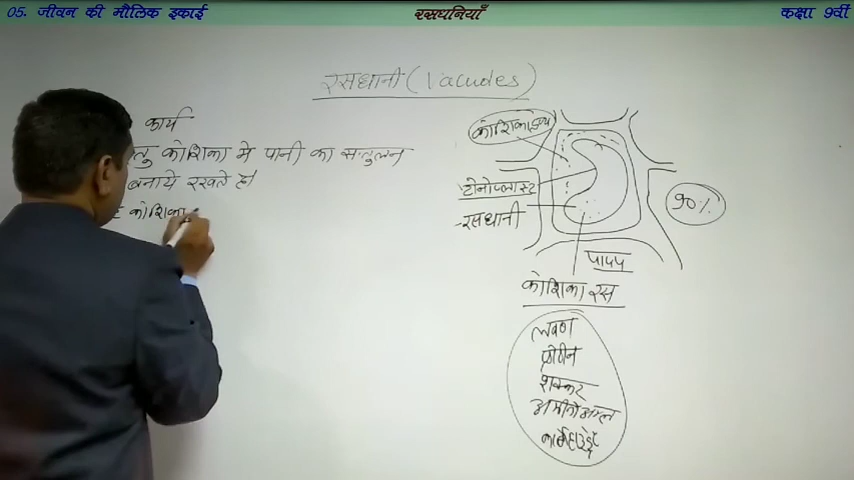 05. जीवन की मौलिक इकाई
रसधानियाँ
कक्षा 9वीं
रसधानी (Vacuoles)
कार्य
कोशिका मे पानी का सन्तुलन
बनाये रखते है।
कोशिका
कोशिकाद्रव्य
टोनोप्लास्ट
रसधानी
90%
पादप
कोशिका रस
लवण
प्रोटीन
शक्कर
अमीनोअम्ल